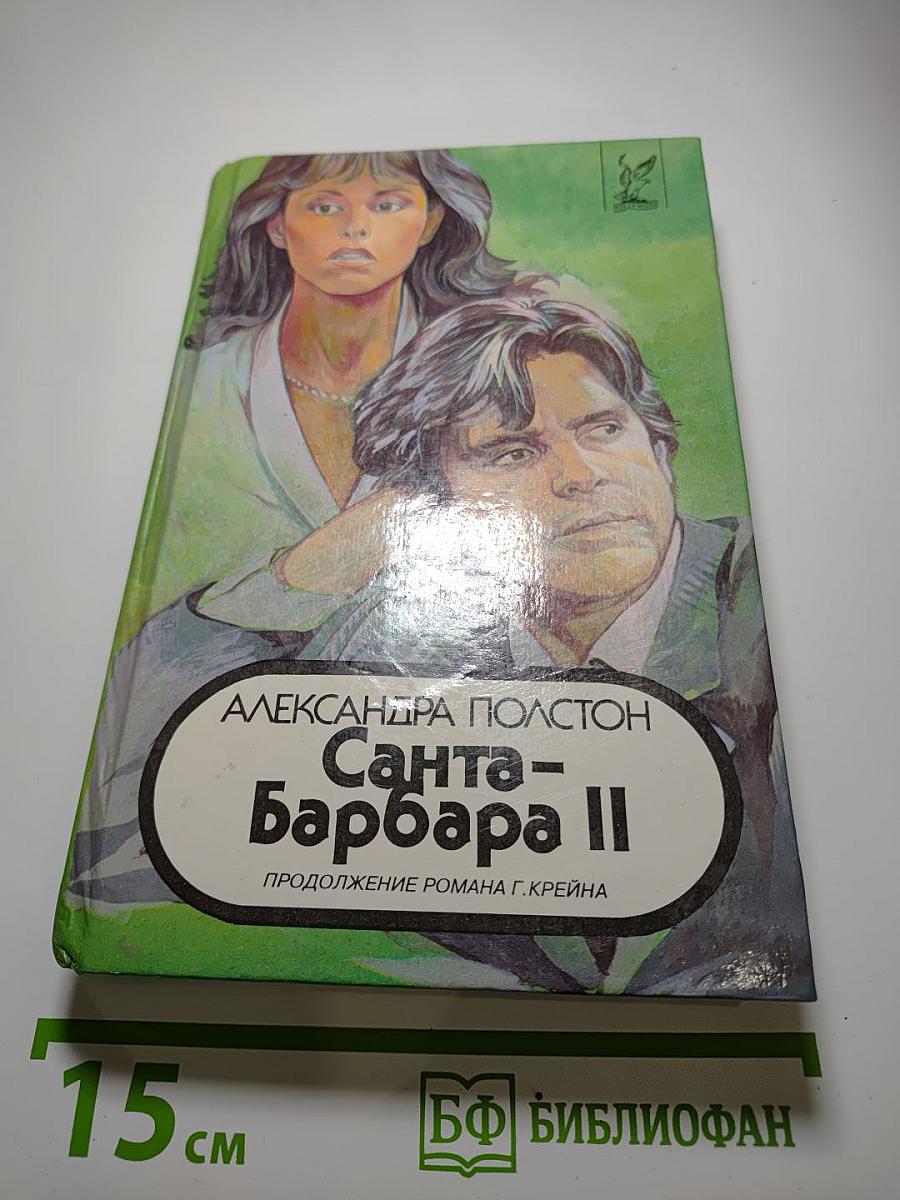 АЛЕКСАНДРА ПОЛСТОН
Санта-
Барбара II
ПРОДОЛЖЕНИЕ РОМАНА Г.КРЕЙНА
15 см
БФ БИБЛИОФАН